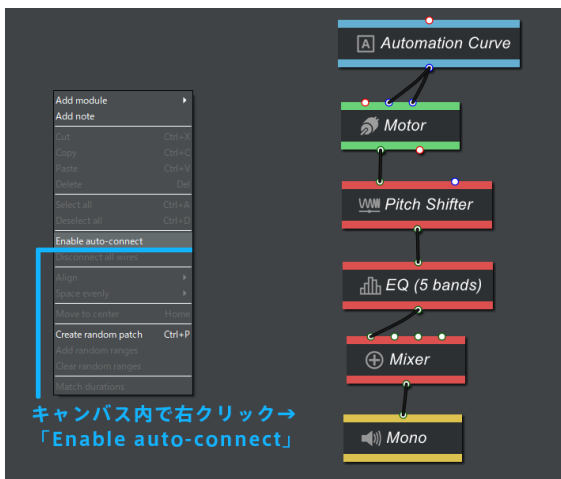 Automation Curve
Motor
Pitch Shifter
EQ (5 bands)
Mixer
Mono
Add module
Add note
Cut Ctrl+X
Copy Ctrl+C
Paste Ctrl+V
Delete Del
Select all Ctrl+A
Deselect all Ctrl+D
Enable auto-connect
Disconnect all wires
Align
Space evenly
Move to center Home
Create random patch Ctrl+P
Add random ranges
Clear random ranges
Match durations
キャンバス内で右クリック→
「Enable auto-connect」